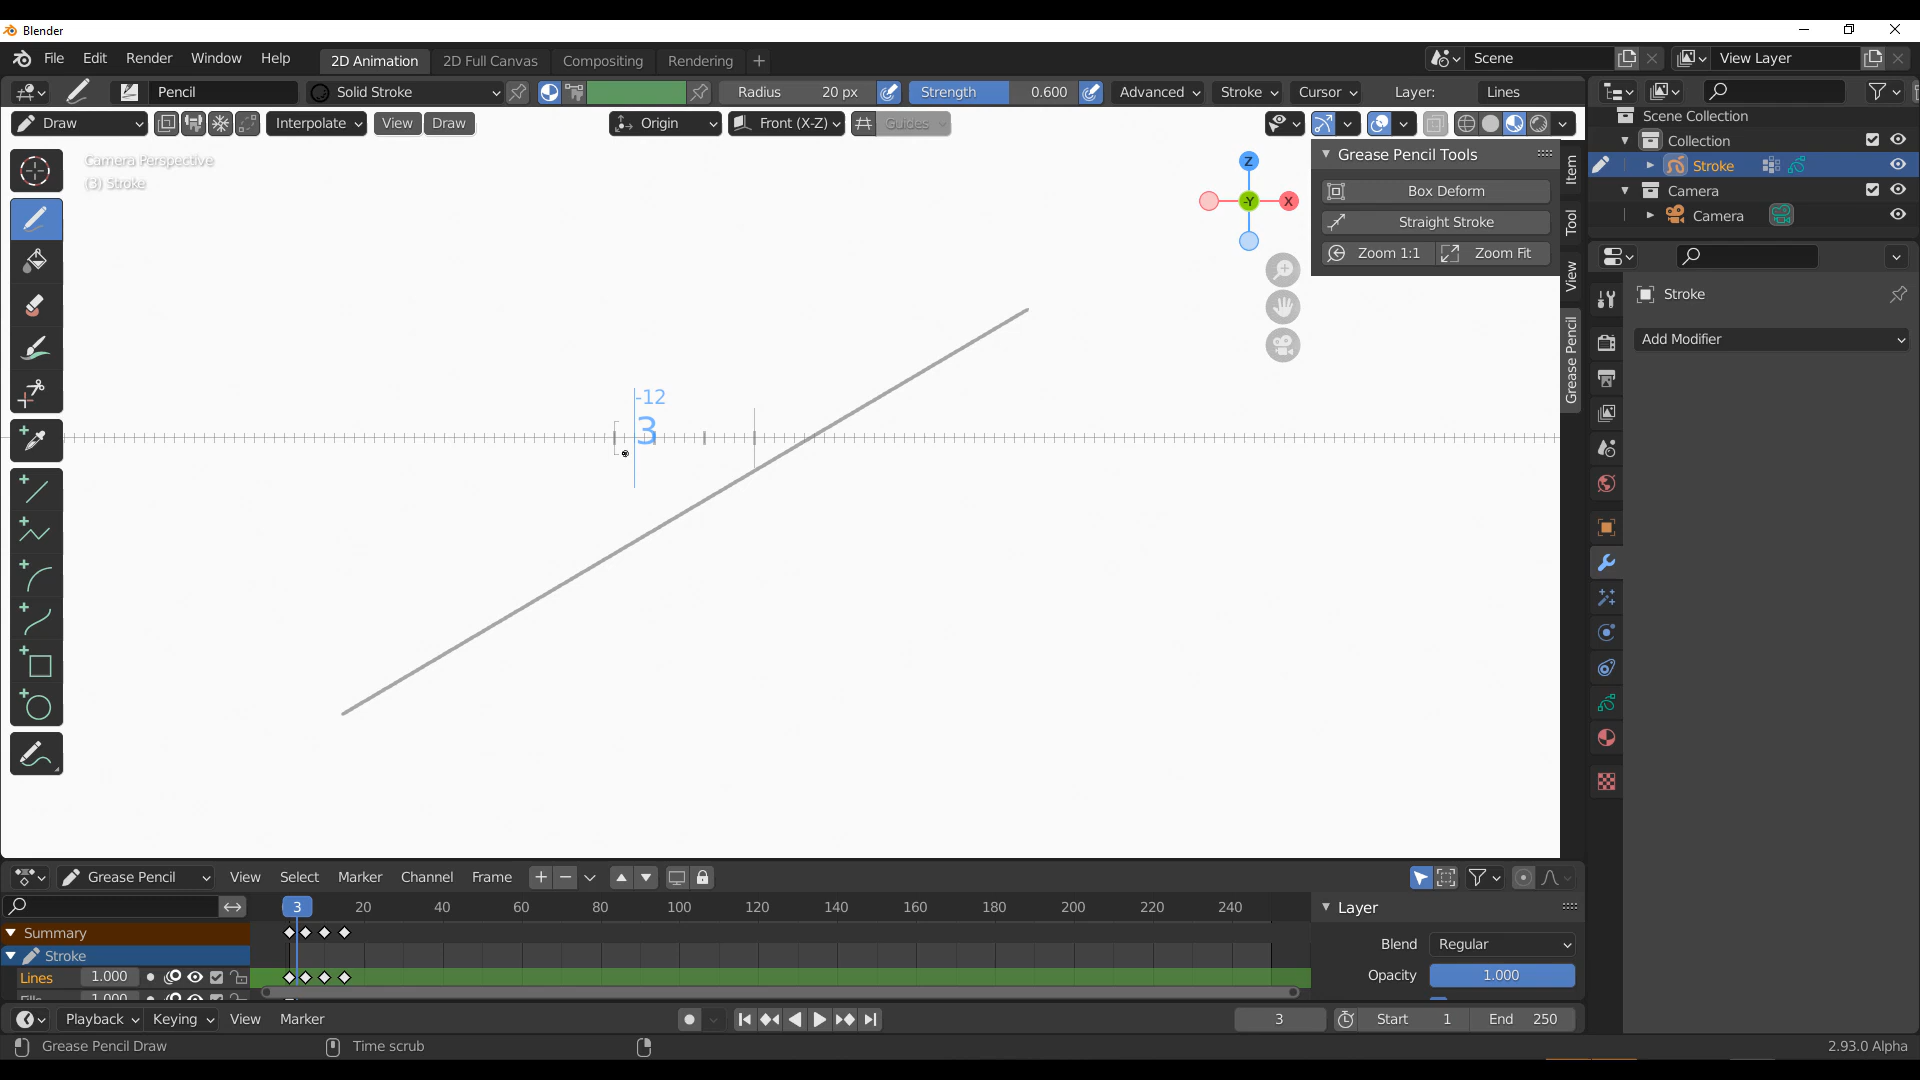 Blender
File Edit Render Window Help 2D Animation 2D Full Canvas Compositing Rendering + Scene View Layer
Pencil Solid Stroke Radius 20 px Strength 0.600 Advanced Stroke Cursor Layer: Lines
Draw Interpolate View Draw Origin Front (X-Z) Guides
Scene Collection
Collection
Stroke
Camera
Camera
Camera Perspective
(3) Stroke
Z
-Y
X
Grease Pencil Tools
Box Deform
Straight Stroke
Zoom 1:1 Zoom Fit
Item
Tool
View
Grease Pencil
Stroke
Add Modifier
-12
3
Grease Pencil View Select Marker Channel Frame
3 20 40 60 80 100 120 140 160 180 200 220 240
Summary
Stroke
Lines 1.000
Fills 1.000
Layer
Blend Regular
Opacity 1.000
Playback Keying View Marker 3 Start 1 End 250
Grease Pencil Draw Time scrub 2.93.0 Alpha